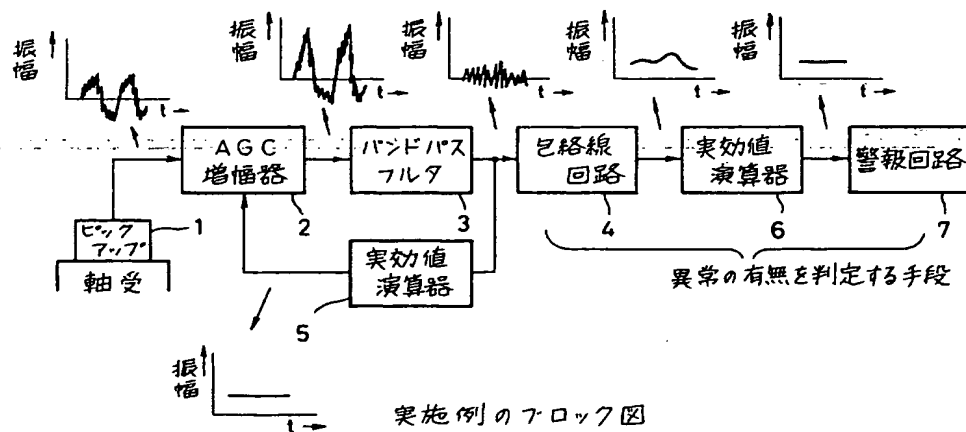 振幅
t
振幅
t
振幅
t
振幅
t
振幅
t
AGC
増幅器
2
バンドパス
フルタ
3
包絡線
回路
4
実効値
演算器
6
警報回路
7
ピック
アップ
1
軸受
実効値
演算器
5
異常の有無を判定する手段
振幅
t
実施例のブロック図